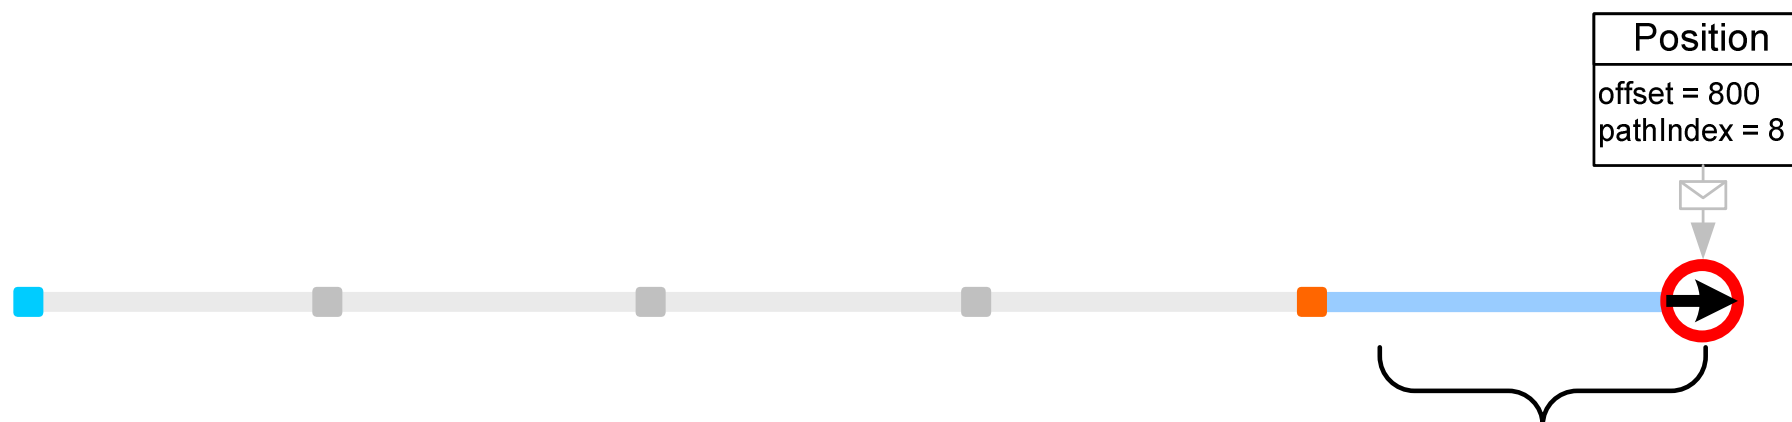 Position
offset = 800
pathIndex = 8